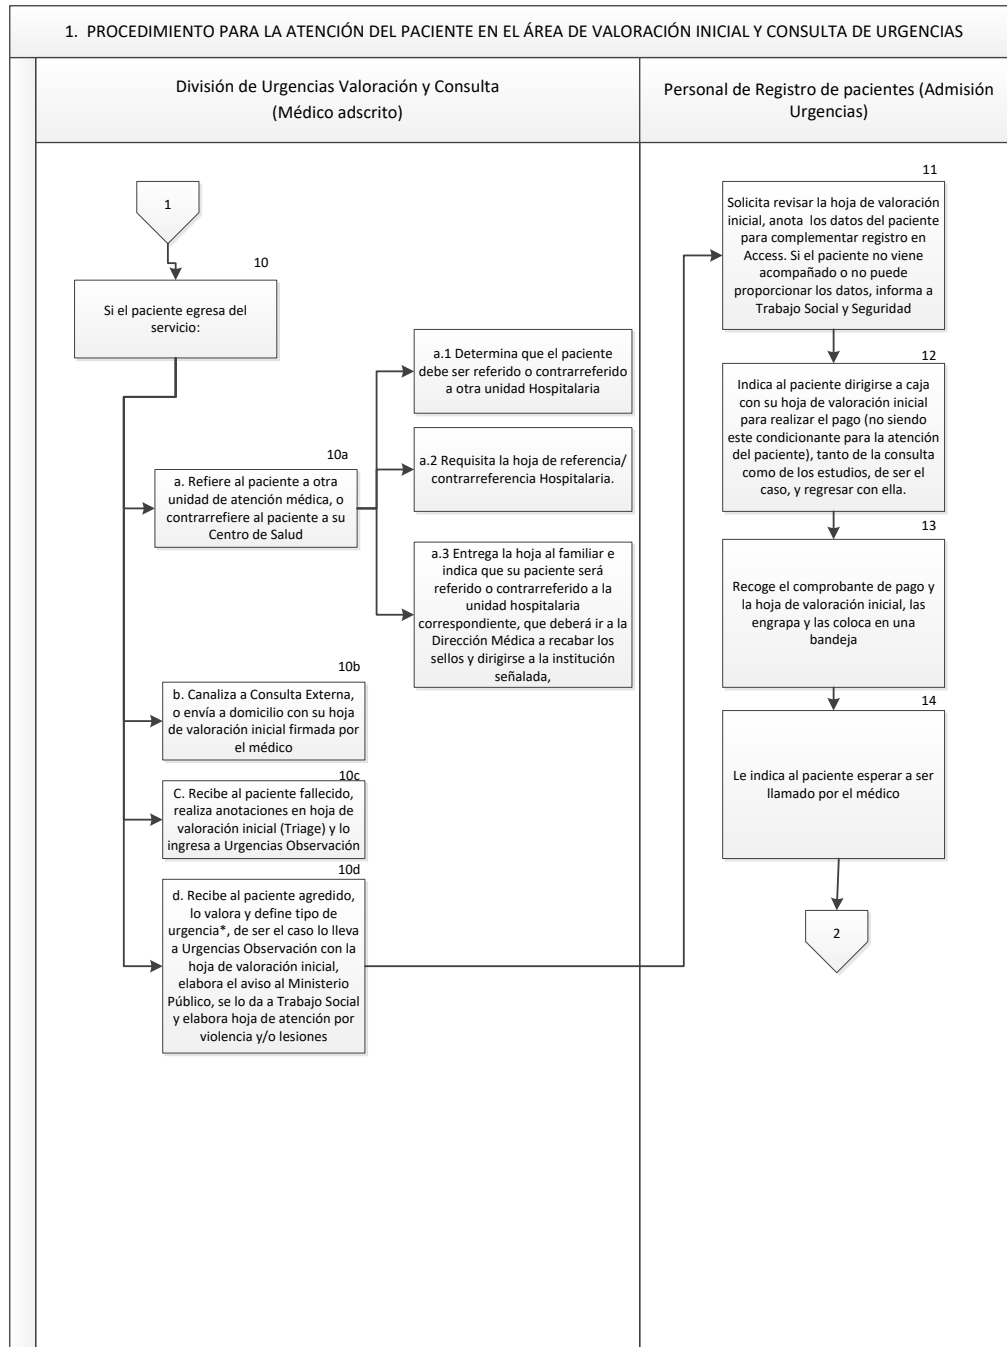 1. PROCEDIMIENTO PARA LA ATENCIÓN DEL PACIENTE EN EL ÁREA DE VALORACIÓN INICIAL Y CONSULTA DE URGENCIAS
División de Urgencias Valoración y Consulta
(Médico adscrito)
Personal de Registro de pacientes (Admisión
Urgencias)
1
10
Si el paciente egresa del
servicio:
10a
a. Refiere al paciente a otra
unidad de atención médica, o
contrarrefiere al paciente a su
Centro de Salud
a.1 Determina que el paciente
debe ser referido o contrarreferido
a otra unidad Hospitalaria
a.2 Requisita la hoja de referencia/
contrarreferencia Hospitalaria.
a.3 Entrega la hoja al familiar e
indica que su paciente será
referido o contrarreferido a la
unidad hospitalaria
correspondiente, que deberá ir a la
Dirección Médica a recabar los
sellos y dirigirse a la institución
señalada,
10b
b. Canaliza a Consulta Externa,
o envía a domicilio con su hoja
de valoración inicial firmada por
el médico
10c
C. Recibe al paciente fallecido,
realiza anotaciones en hoja de
valoración inicial (Triage) y lo
ingresa a Urgencias Observación
10d
d. Recibe al paciente agredido,
lo valora y define tipo de
urgencia*, de ser el caso lo lleva
a Urgencias Observación con la
hoja de valoración inicial,
elabora el aviso al Ministerio
Público, se lo da a Trabajo Social
y elabora hoja de atención por
violencia y/o lesiones
11
Solicita revisar la hoja de valoración
inicial, anota los datos del paciente
para complementar registro en
Access. Si el paciente no viene
acompañado o no puede
proporcionar los datos, informa a
Trabajo Social y Seguridad
12
Indica al paciente dirigirse a caja
con su hoja de valoración inicial
para realizar el pago (no siendo
este condicionante para la atención
del paciente), tanto de la consulta
como de los estudios, de ser el
caso, y regresar con ella.
13
Recoge el comprobante de pago y
la hoja de valoración inicial, las
engrapa y las coloca en una
bandeja
14
Le indica al paciente esperar a ser
llamado por el médico
2